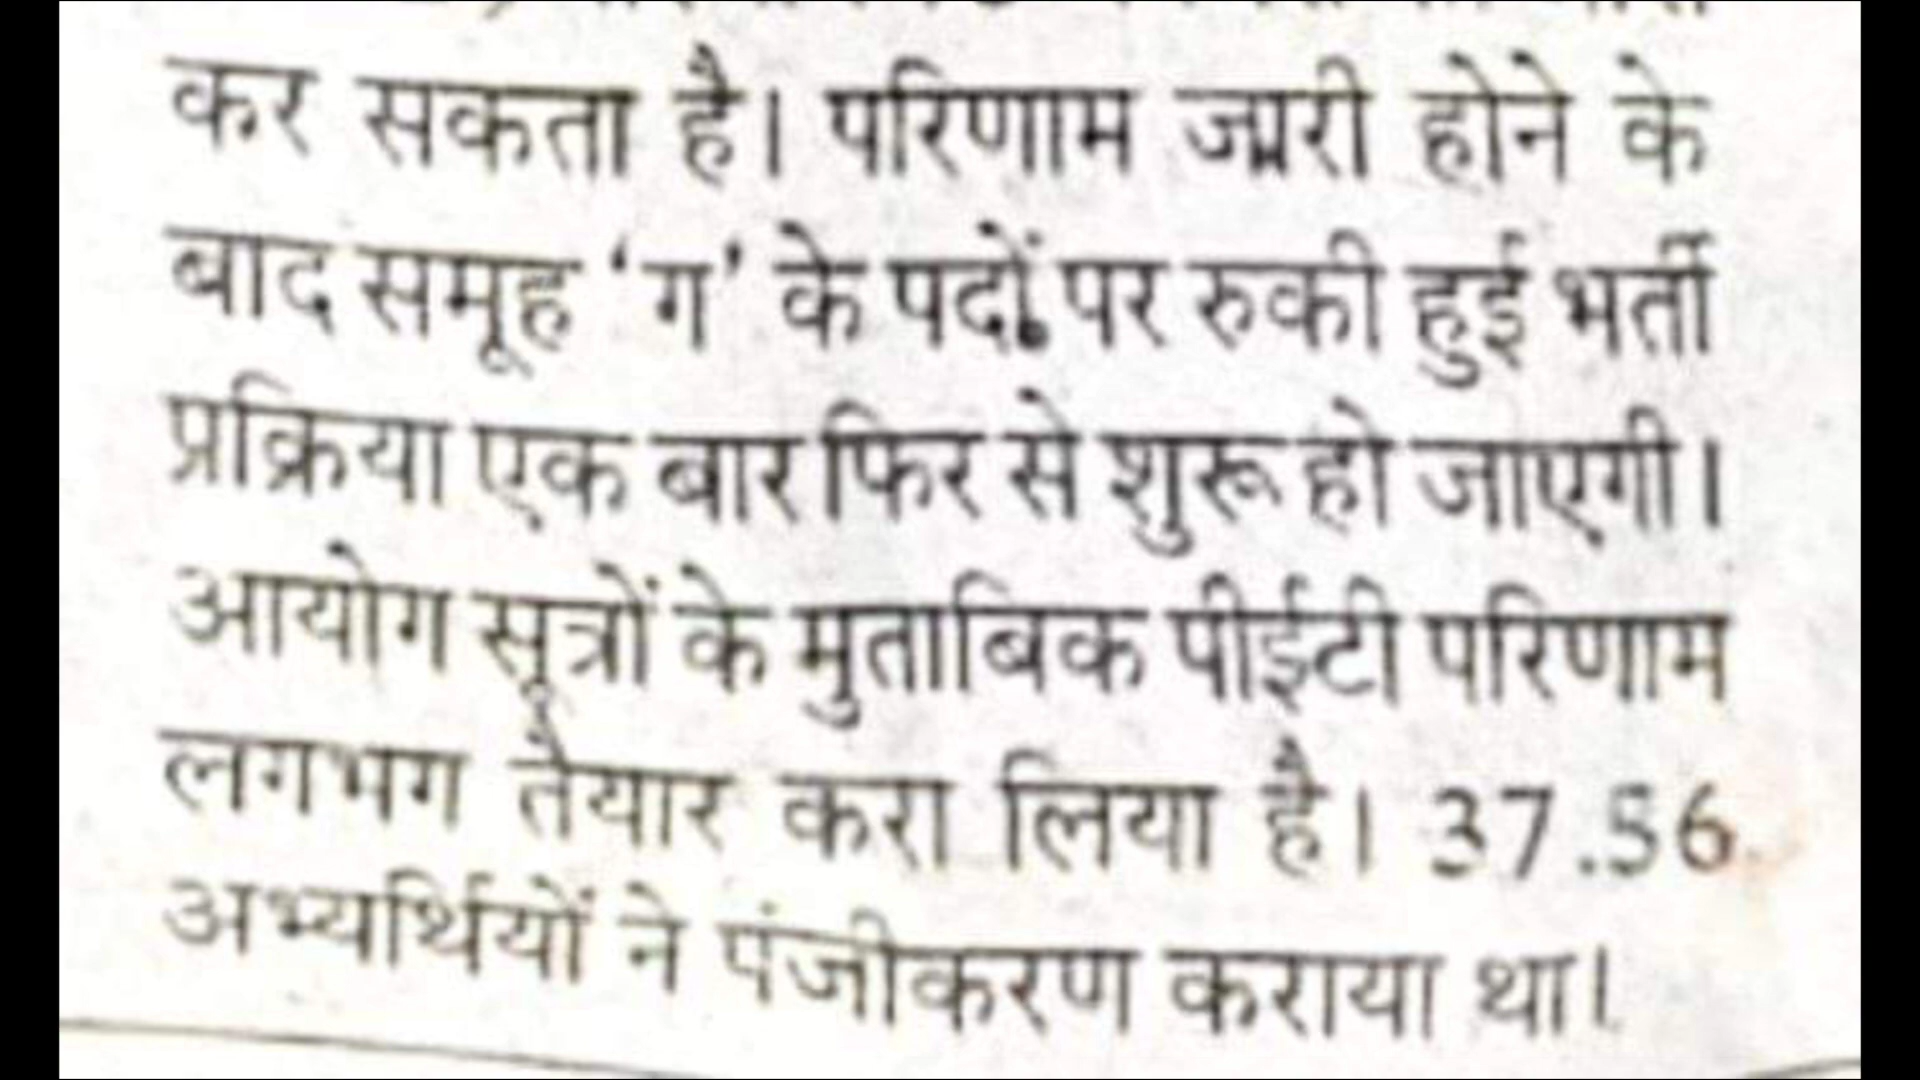 कर सकता है। परिणाम जारी होने के
बाद समूह ‘ग’ के पदों पर रुकी हुई भर्ती
प्रक्रिया एक बार फिर से शुरू हो जाएगी।
आयोग सूत्रों के मुताबिक पीईटी परिणाम
लगभग तैयार करा लिया है। 37.56
अभ्यर्थियों ने पंजीकरण कराया था।